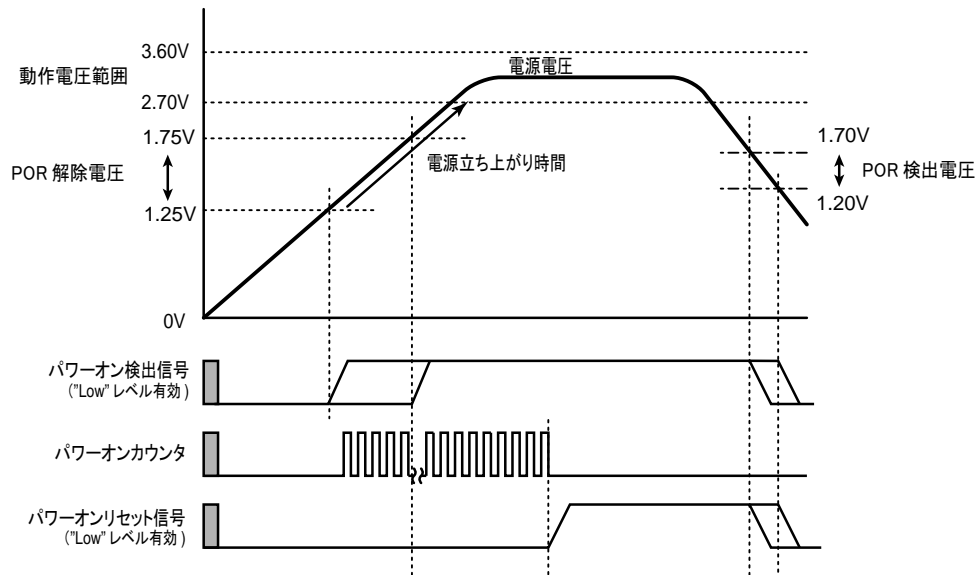 3.60V
電源電圧
動作電圧範囲
2.70V
1.75V
1.70V
電源立ち上がり時間
POR 解除電圧
POR 検出電圧
1.25V
1.20V
0V
パワーオン検出信号
("Low" レベル有効 )
パワーオンカウンタ
パワーオンリセット信号
("Low" レベル有効 )